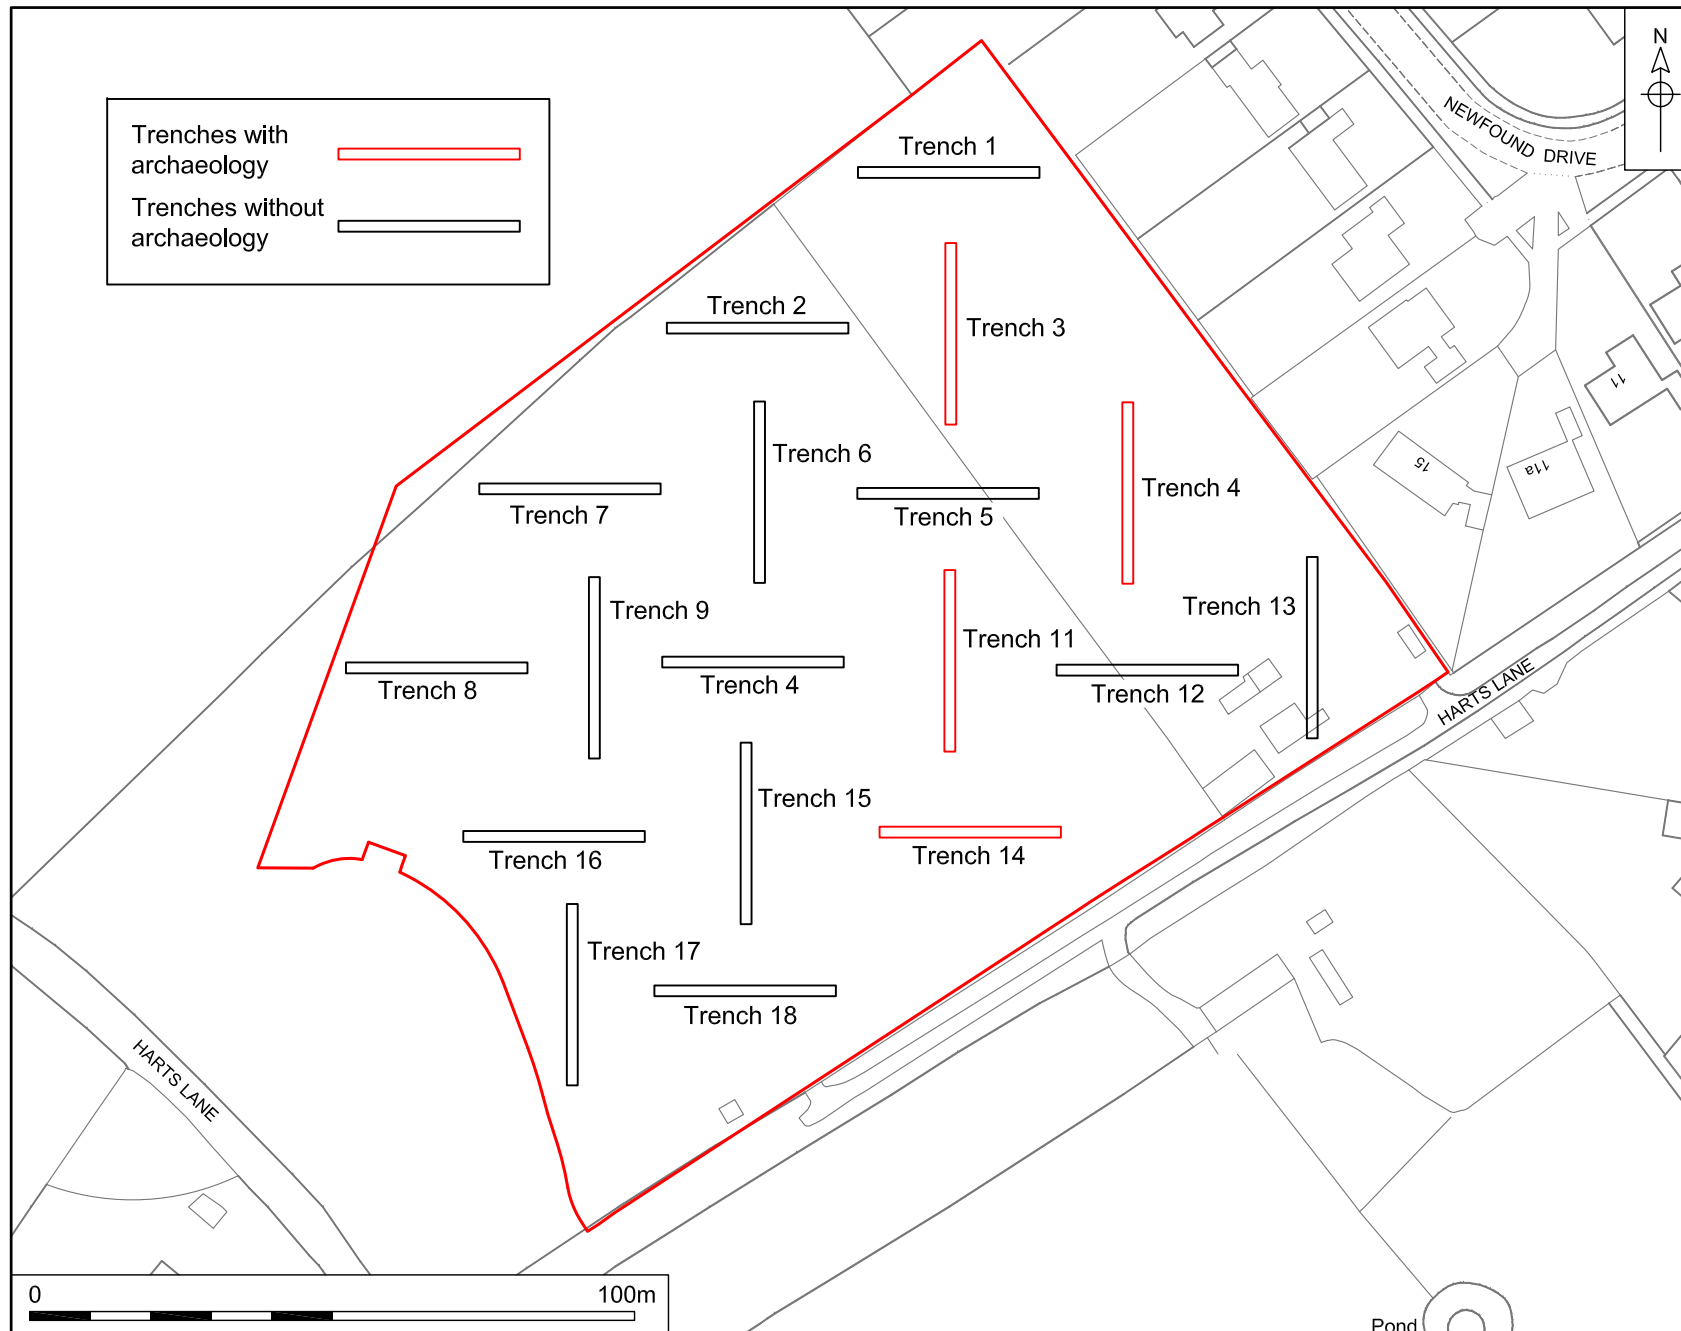 N
NEWFOUND DRIVE
Trenches with
archaeology
Trenches without
archaeology
Trench 1
Trench 2
Trench 3
Trench 6
Trench 4
Trench 7
Trench 5
11
15
11a
Trench 9
Trench 13
Trench 11
Trench 8
Trench 4
Trench 12
HARTS LANE
Trench 15
Trench 16
Trench 14
Trench 17
Trench 18
HARTS LANE
0 100m
Pond